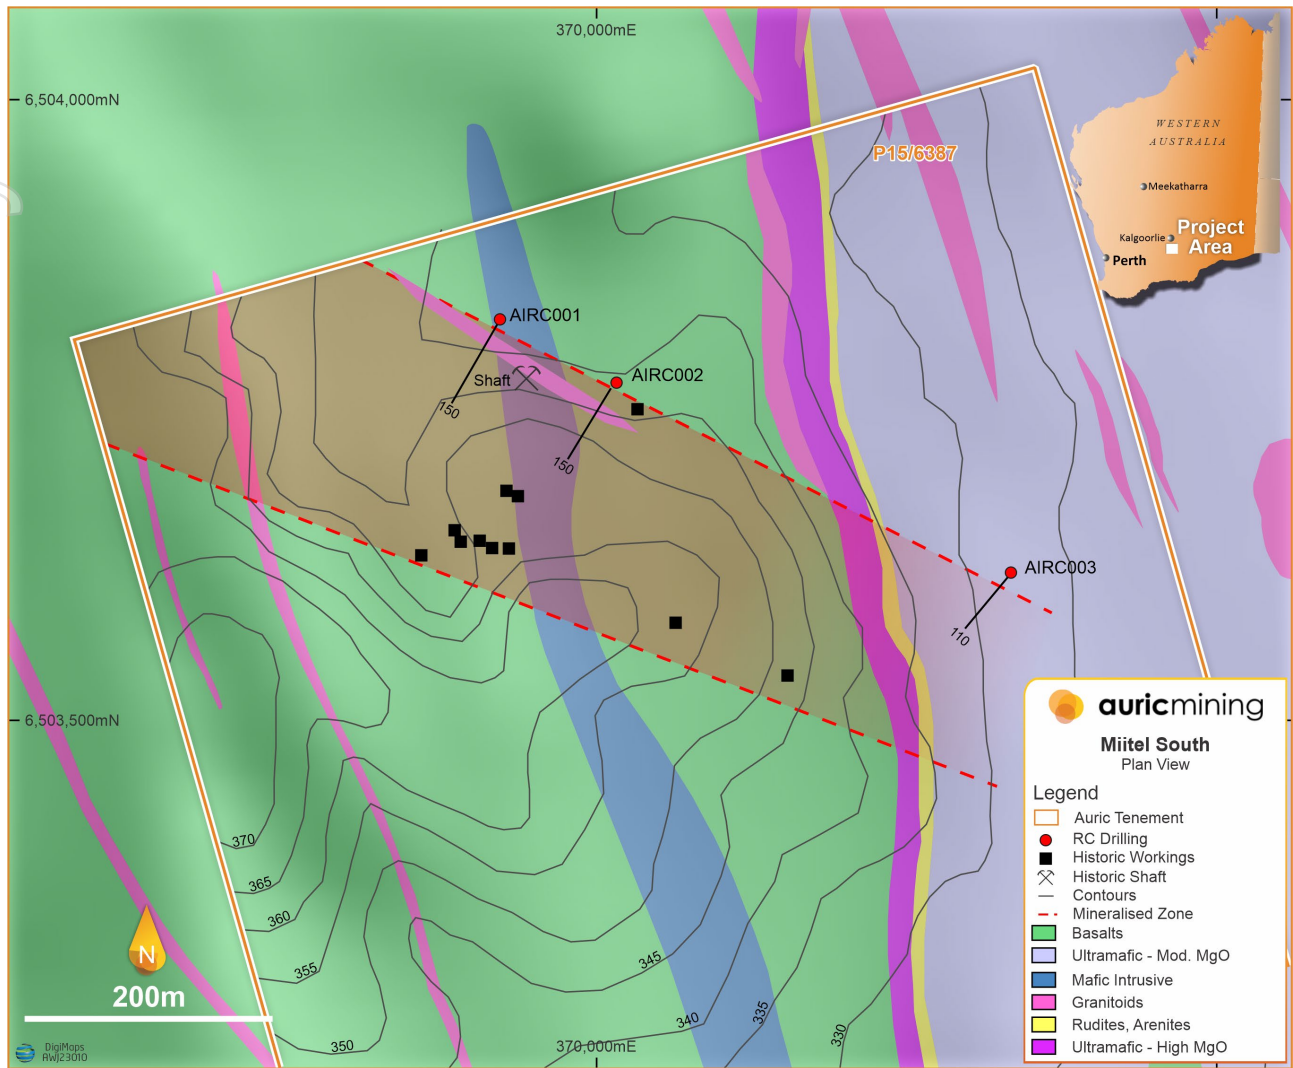 370,000mE
6,504,000mN
P15/6387
WESTERN
AUSTRALIA
Meekatharra
Kalgoorlie
Project
Area
Perth
AIRC001
Shaft
150
AIRC002
150
AIRC003
110
6,503,500mN
370
365
360
355
350
345
340
335
330
N
200m
DigiMaps
AWJ23010
370,000mE
auricmining
Miitel South
Plan View
Legend
Auric Tenement
RC Drilling
Historic Workings
Historic Shaft
Contours
Mineralised Zone
Basalts
Ultramafic - Mod. MgO
Mafic Intrusive
Granitoids
Rudites, Arenites
Ultramafic - High MgO